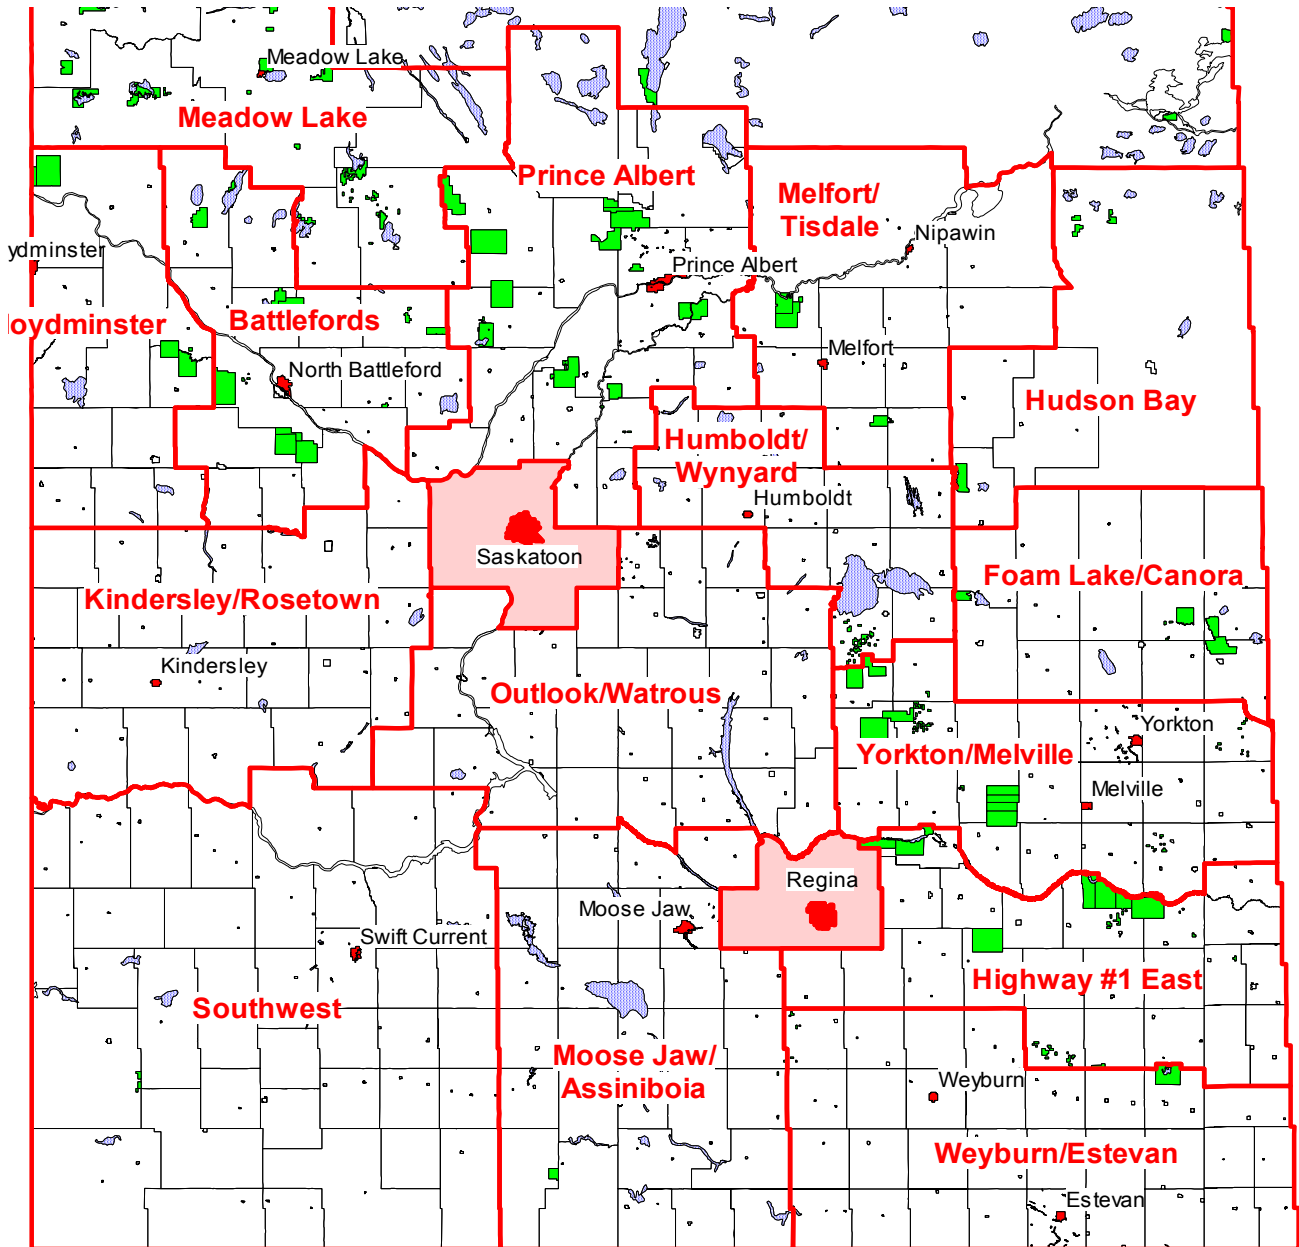 Meadow Lake
Meadow Lake
Prince Albert
Melfort/
Tisdale
Nipawin
ydminster
Prince Albert
loydminster
Battlefords
Melfort
North Battleford
Hudson Bay
Humboldt/
Wynyard
Humboldt
Saskatoon
Foam Lake/Canora
Kindersley/Rosetown
Kindersley
Outlook/Watrous
Yorkton
Yorkton/Melville
Melville
Regina
Moose Jaw
Swift Current
Highway #1 East
Southwest
Moose Jaw/
Assiniboia
Weyburn
Weyburn/Estevan
Estevan